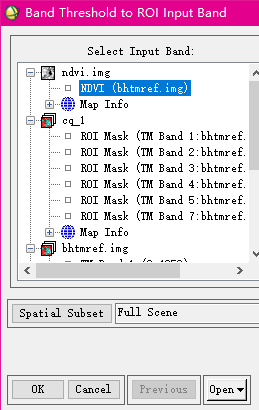 Band Threshold to ROI Input Band
Select Input Band:
ndvi.img
NDVI (bhtmref.img)
Map Info
cq_1
ROI Mask (TM Band 1:bhtmref.
ROI Mask (TM Band 2:bhtmref.
ROI Mask (TM Band 3:bhtmref.
ROI Mask (TM Band 4:bhtmref.
ROI Mask (TM Band 5:bhtmref.
ROI Mask (TM Band 7:bhtmref.
Map Info
bhtmref.img
Spatial Subset Full Scene
OK Cancel Previous Open